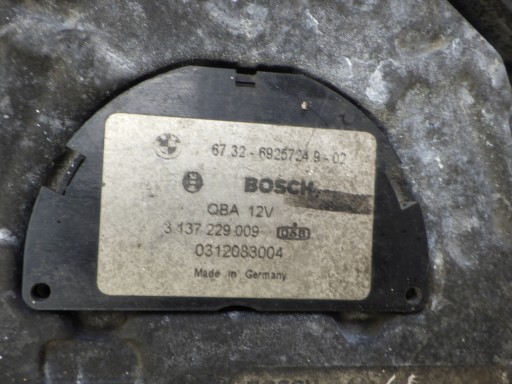 67.32 - 6925724.9 - 02
BOSCH
QBA 12V
3 137 229 009
0312083004
Made in Germany